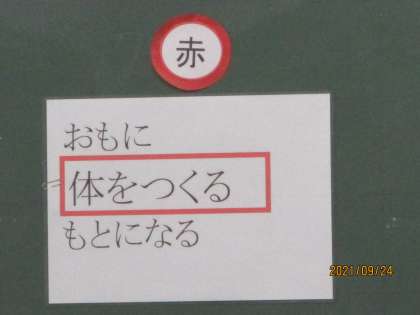 赤
おもに
体をつくる
もとになる
2021/09/24